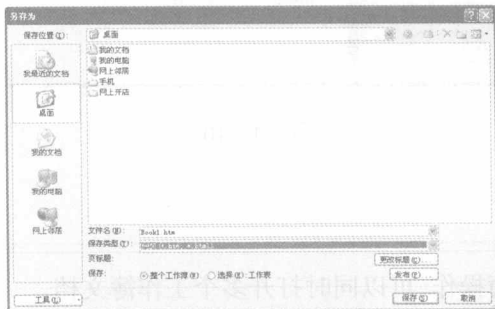 另存为
保存位置(I):
桌面
我最近的文档
桌面
我的文档
我的电脑
网上邻居
我的文档
我的电脑
网上邻居
手机
网上开店
文件名(N):
Book1.htm
保存类型(T):
页标题:
更改标题(C)...
保存:
整个工作簿(W)
选择(E):工作表
发布(P)...
工具(L)
保存(S)
取消